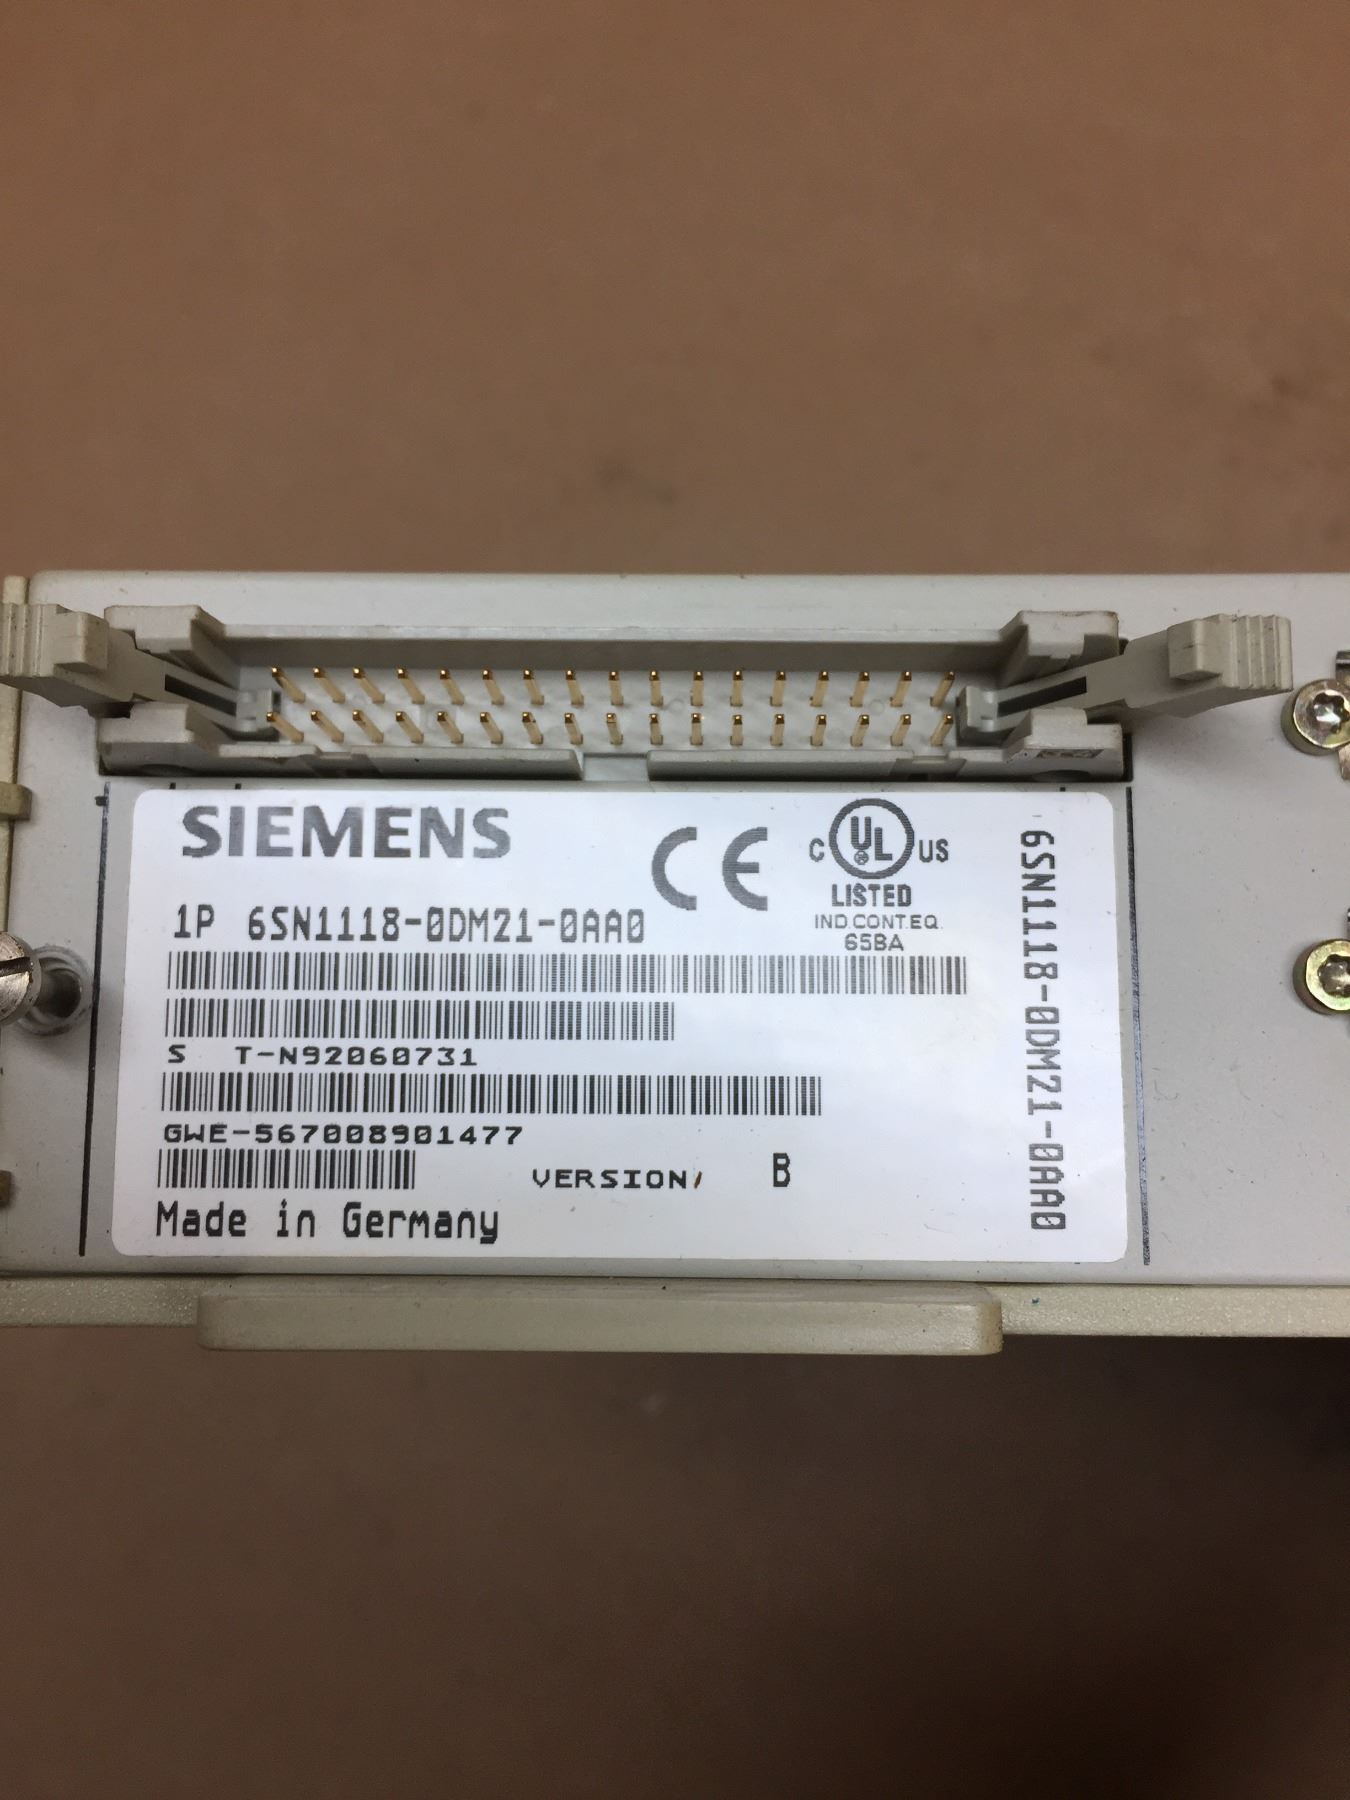 SIEMENS
CE
C UL US
LISTED
IND.CONT.EQ.
65BA
1P 6SN1118-0DM21-0AA0
S T-N92060731
GWE-567008901477
VERSION B
Made in Germany
6SN1118-0DM21-0AA0